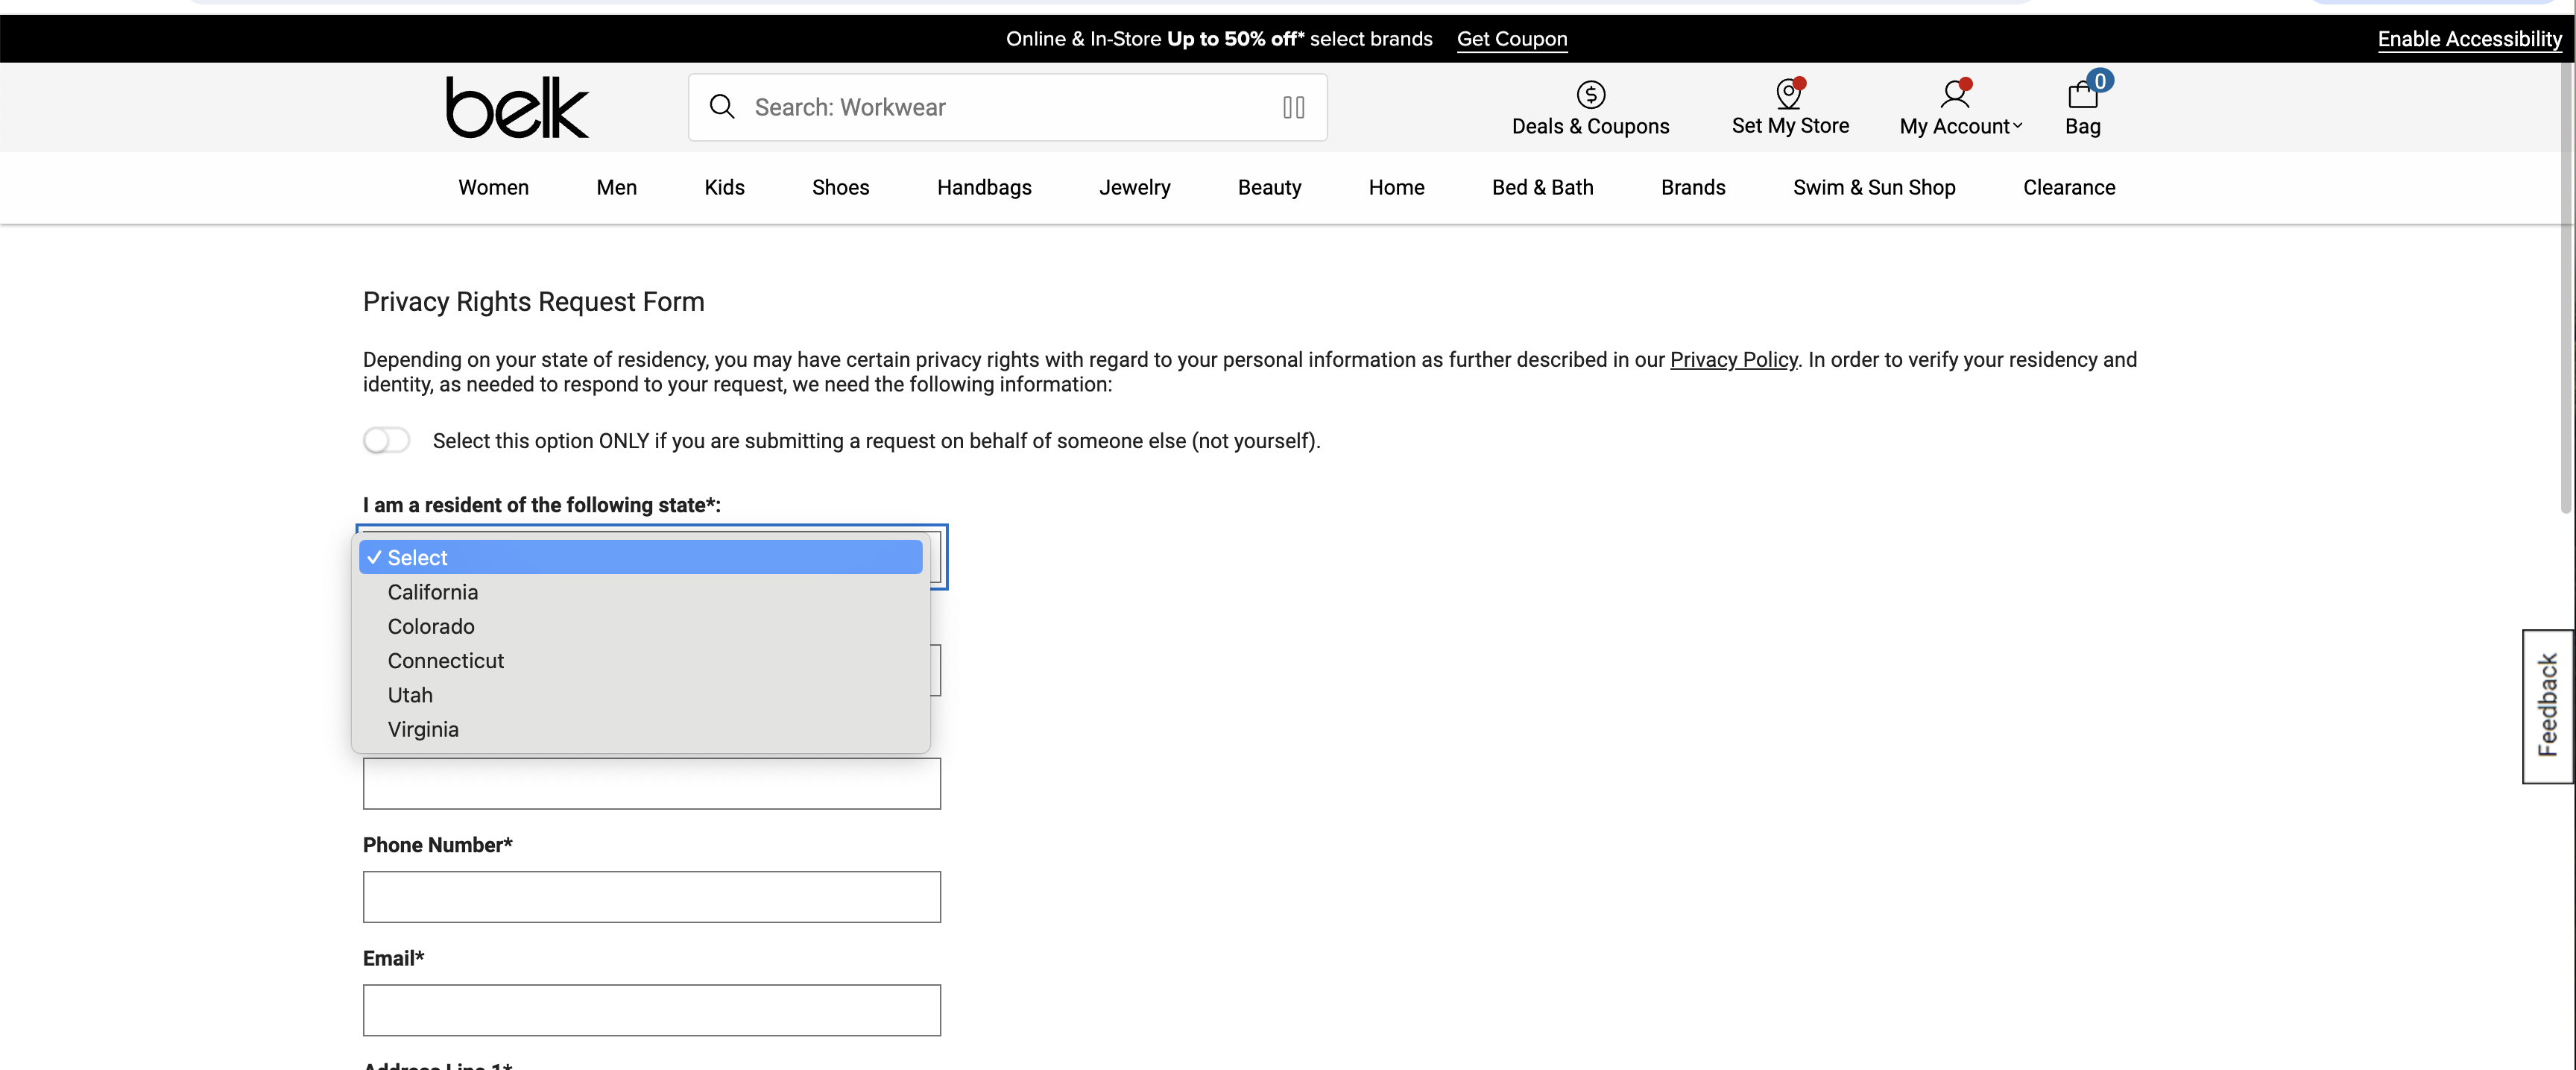 Online & In-Store Up to 50% off* select brands Get Coupon
Enable Accessibility
belk
Search: Workwear
Deals & Coupons
Set My Store
My Account
0
Bag
Women Men Kids Shoes Handbags Jewelry Beauty Home Bed & Bath Brands Swim & Sun Shop Clearance
Privacy Rights Request Form
Depending on your state of residency, you may have certain privacy rights with regard to your personal information as further described in our Privacy Policy. In order to verify your residency and
identity, as needed to respond to your request, we need the following information:
Select this option ONLY if you are submitting a request on behalf of someone else (not yourself).
I am a resident of the following state*:
✓ Select
California
Colorado
Connecticut
Utah
Virginia
Feedback
Phone Number*
Email*
Address Line 1*